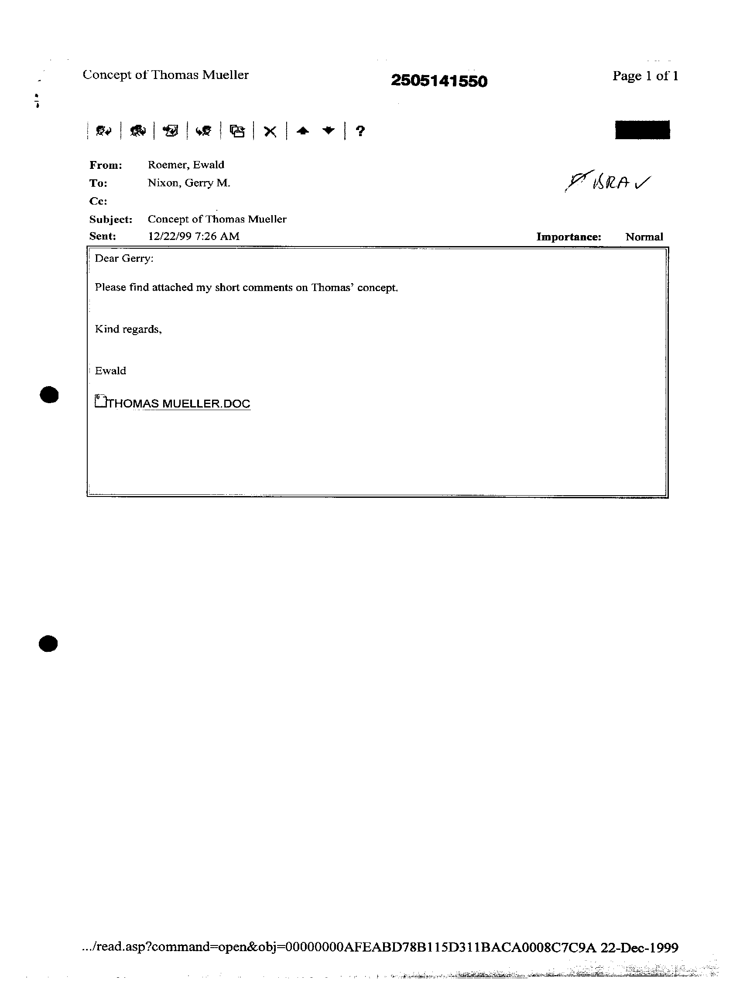 Concept of Thomas Mueller 2505141550 Page 1 of 1
?
From: Roemer, Ewald
To: Nixon, Gerry M.
Cc:
Subject: Concept of Thomas Mueller
Sent: 12/22/99 7:26 AM Importance: Normal
Dear Gerry:
Please find attached my short comments on Thomas' concept.
Kind regards,
Ewald
THOMAS MUELLER.DOC
.../read.asp?command=open&obj=00000000AFEABD78B115D311BACA0008C7C9A 22-Dec-1999